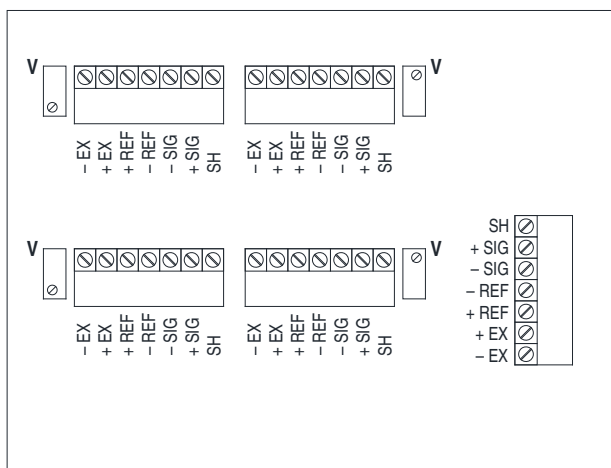 V
V
– EX
+ EX
+ REF
– REF
– SIG
+ SIG
SH
– EX
+ EX
+ REF
– REF
– SIG
+ SIG
SH
V
V
– EX
+ EX
+ REF
– REF
– SIG
+ SIG
SH
– EX
+ EX
+ REF
– REF
– SIG
+ SIG
SH
SH
+ SIG
– SIG
– REF
+ REF
+ EX
– EX